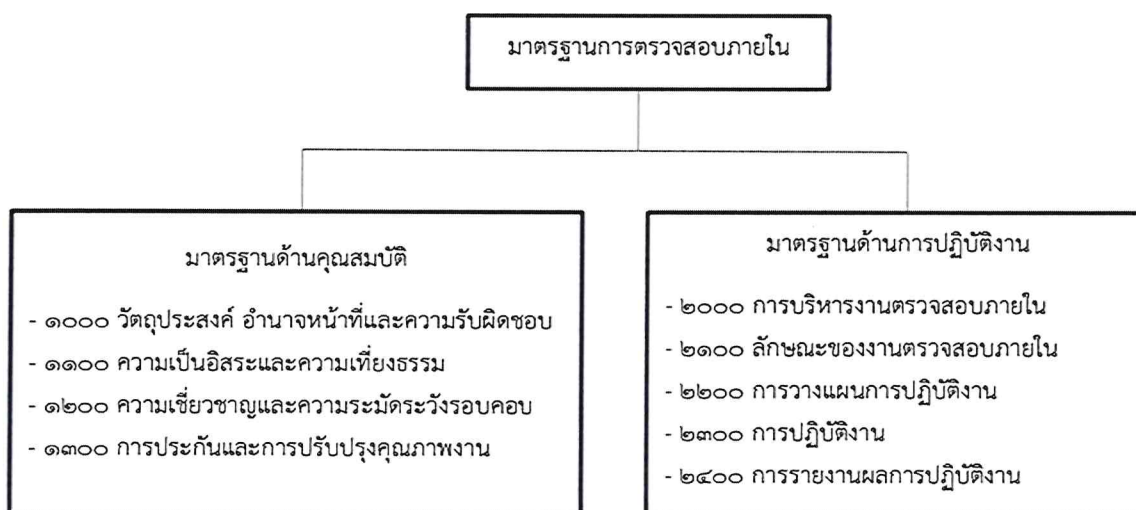 มาตรฐานการตรวจสอบภายใน
มาตรฐานด้านคุณสมบัติ
- ๑๐๐๐ วัตถุประสงค์ อำนาจหน้าที่และความรับผิดชอบ
- ๑๑๐๐ ความเป็นอิสระและความเที่ยงธรรม
- ๑๒๐๐ ความเชี่ยวชาญและความระมัดระวังรอบคอบ
- ๑๓๐๐ การประกันและการปรับปรุงคุณภาพงาน
มาตรฐานด้านการปฏิบัติงาน
- ๒๐๐๐ การบริหารงานตรวจสอบภายใน
- ๒๑๐๐ ลักษณะของงานตรวจสอบภายใน
- ๒๒๐๐ การวางแผนการปฏิบัติงาน
- ๒๓๐๐ การปฏิบัติงาน
- ๒๔๐๐ การรายงานผลการปฏิบัติงาน